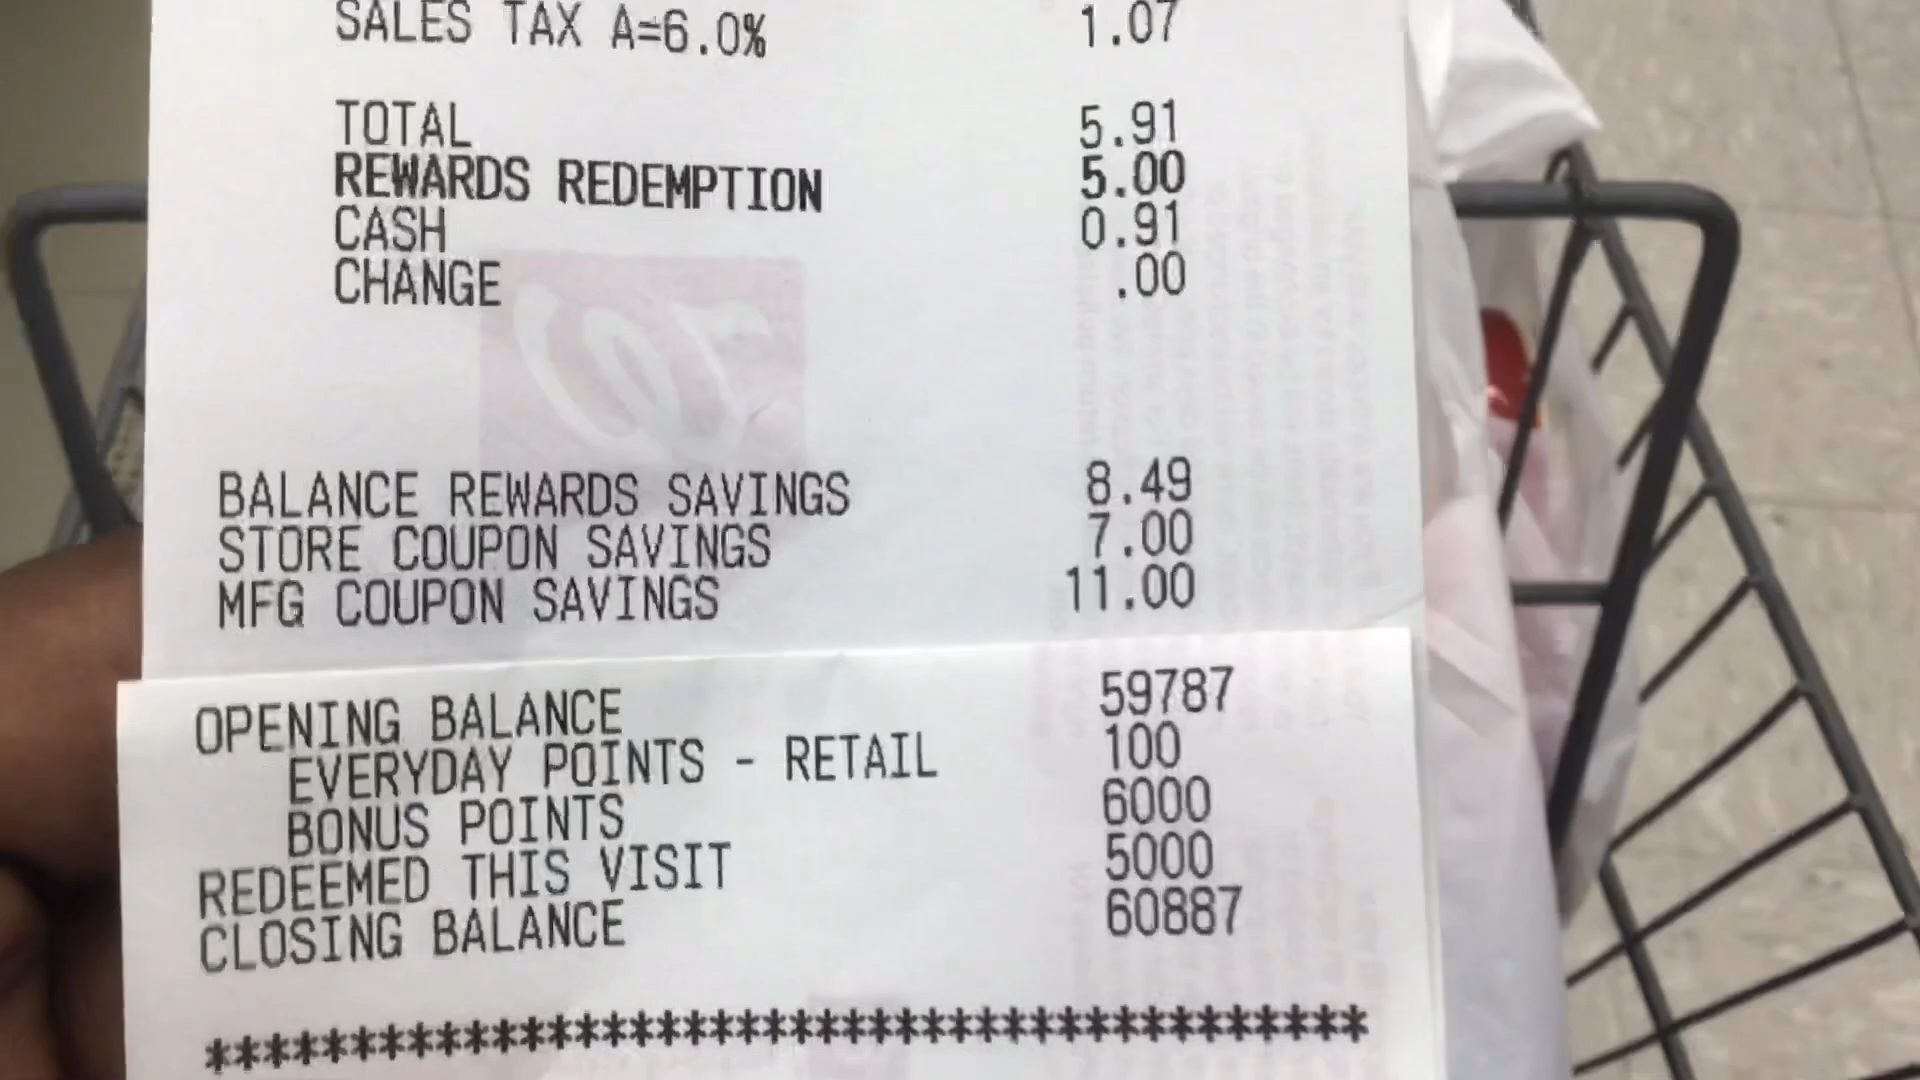 SALES TAX A=6.0% 1.07
TOTAL 5.91
REWARDS REDEMPTION 5.00
CASH 0.91
CHANGE .00
BALANCE REWARDS SAVINGS 8.49
STORE COUPON SAVINGS 7.00
MFG COUPON SAVINGS 11.00
OPENING BALANCE 59787
EVERYDAY POINTS - RETAIL 100
BONUS POINTS 6000
REDEEMED THIS VISIT 5000
CLOSING BALANCE 60887
*******************************************